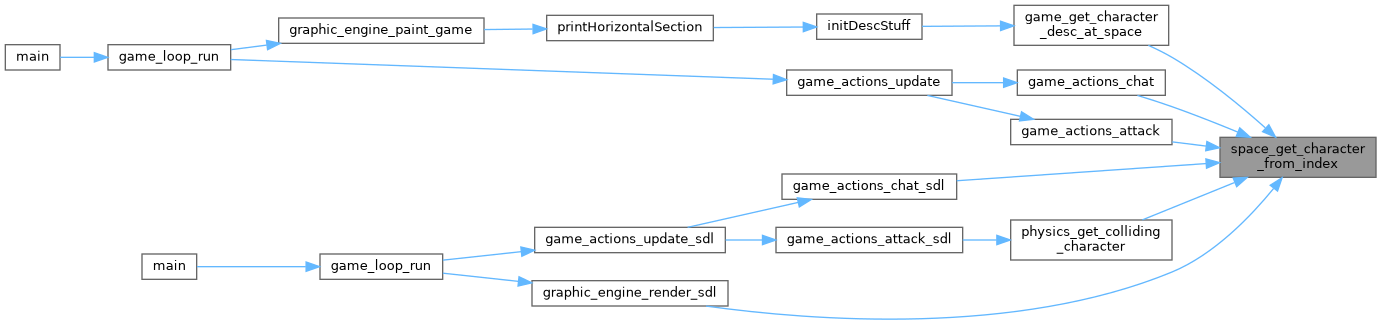 main
game_loop_run
graphic_engine_paint_game
printHorizontalSection
initDescStuff
game_get_character
_desc_at_space
game_actions_update
game_actions_chat
game_actions_attack
space_get_character
_from_index
game_actions_chat_sdl
physics_get_colliding
_character
game_actions_attack_sdl
game_actions_update_sdl
main
game_loop_run
graphic_engine_render_sdl